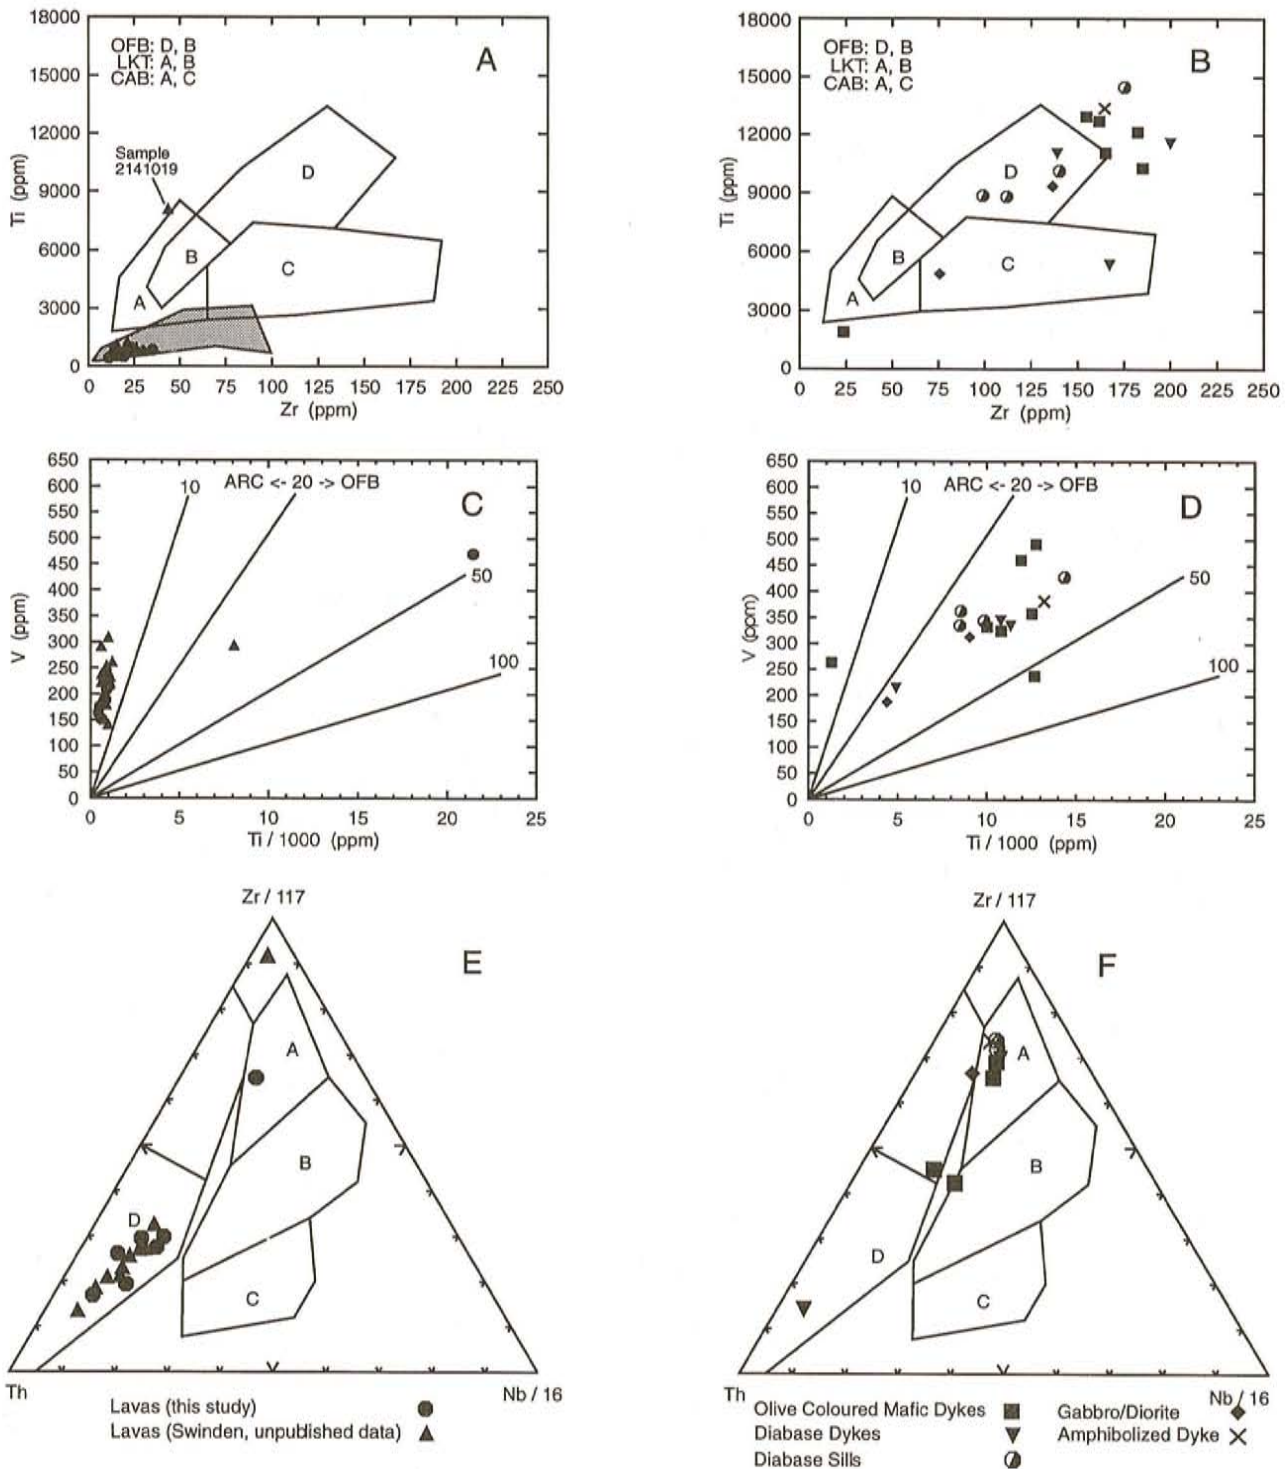 18000
15000
12000
9000
6000
3000
0
Ti (ppm)
OFB: D, B
LKT: A, B
CAB: A, C
A
Sample
2141019
D
B
C
A
0 25 50 75 100 125 150 175 200 225 250
Zr (ppm)
18000
15000
12000
9000
6000
3000
0
Ti (ppm)
OFB: D, B
LKT: A, B
CAB: A, C
B
D
B
C
A
25 50 75 100 125 150 175 200 225 250
Zr (ppm)
650
600
550
500
450
400
350
300
250
200
150
100
50
0
V (ppm)
10
ARC <- 20 -> OFB
C
50
100
0 5 10 15 20 25
Ti / 1000 (ppm)
650
600
550
500
450
400
350
300
250
200
150
100
50
0
V (ppm)
10
ARC <- 20 -> OFB
D
50
100
0 5 10 15 20 25
Ti / 1000 (ppm)
Zr / 117
E
A
B
D
C
Th
Nb / 16
Lavas (this study)
Lavas (Swinden, unpublished data)
Zr / 117
F
A
B
D
C
Th
Nb / 16
Olive Coloured Mafic Dykes
Diabase Dykes
Diabase Sills
Gabbro/Diorite
Amphibolized Dyke